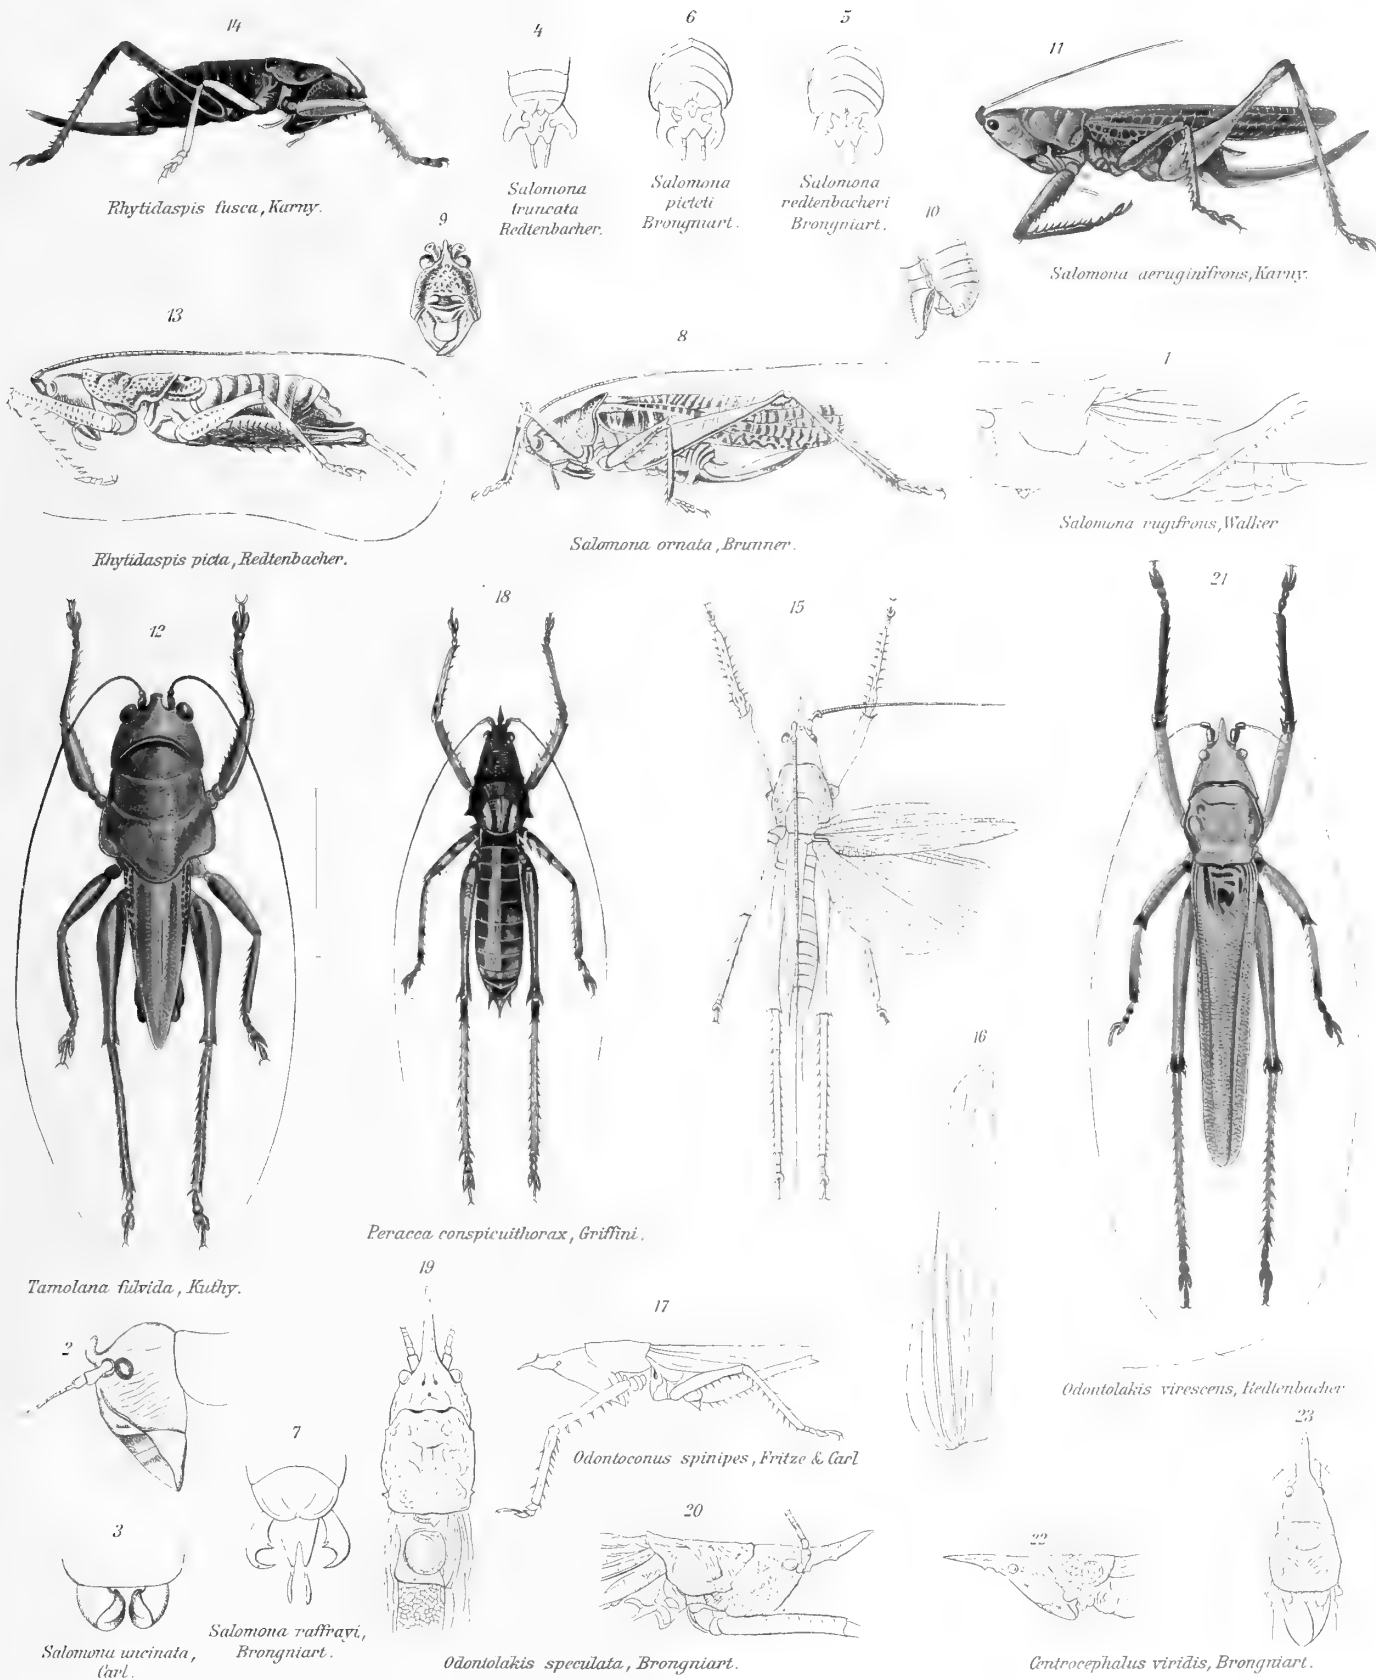 14
4
6
5
11
Rhytidaspis fusca, Karny.
Salomona
truncata
Redtenbacher.
Salomona
picteti
Brongniart.
Salomona
redtenbacheri
Brongniart.
9
10
Salomona aeruginifrons, Karny.
13
8
1
Rhytidaspis picta, Redtenbacher.
Salomona ornata, Brunner.
Salomona rugifrons, Walker
12
18
15
21
16
Peracca conspicuithorax, Griffini.
Tamolana fulvida, Kuthy.
19
17
2
Odontolakis virescens, Redtenbacher
23
7
Odontoconus spinipes, Fritze & Carl
3
20
22
Salomona raffrayi,
Brongniart.
Salomona uncinata,
Carl.
Odontolakis speculata, Brongniart.
Centrocephalus viridis, Brongniart.